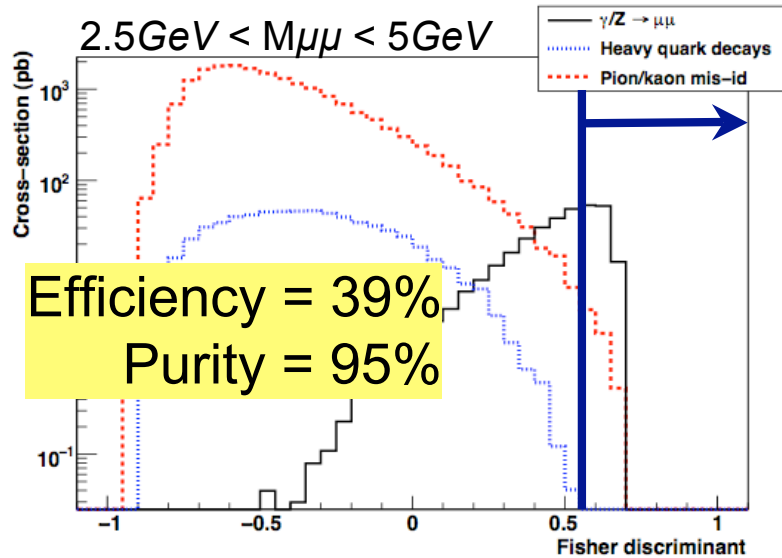 2.5GeV < Mμμ < 5GeV
γ/Z → μμ
Heavy quark decays
Pion/kaon mis-id
Cross-section (pb)
10³
10²
Efficiency = 39%
Purity = 95%
10⁻¹
−1
−0.5
0
0.5
1
Fisher discriminant